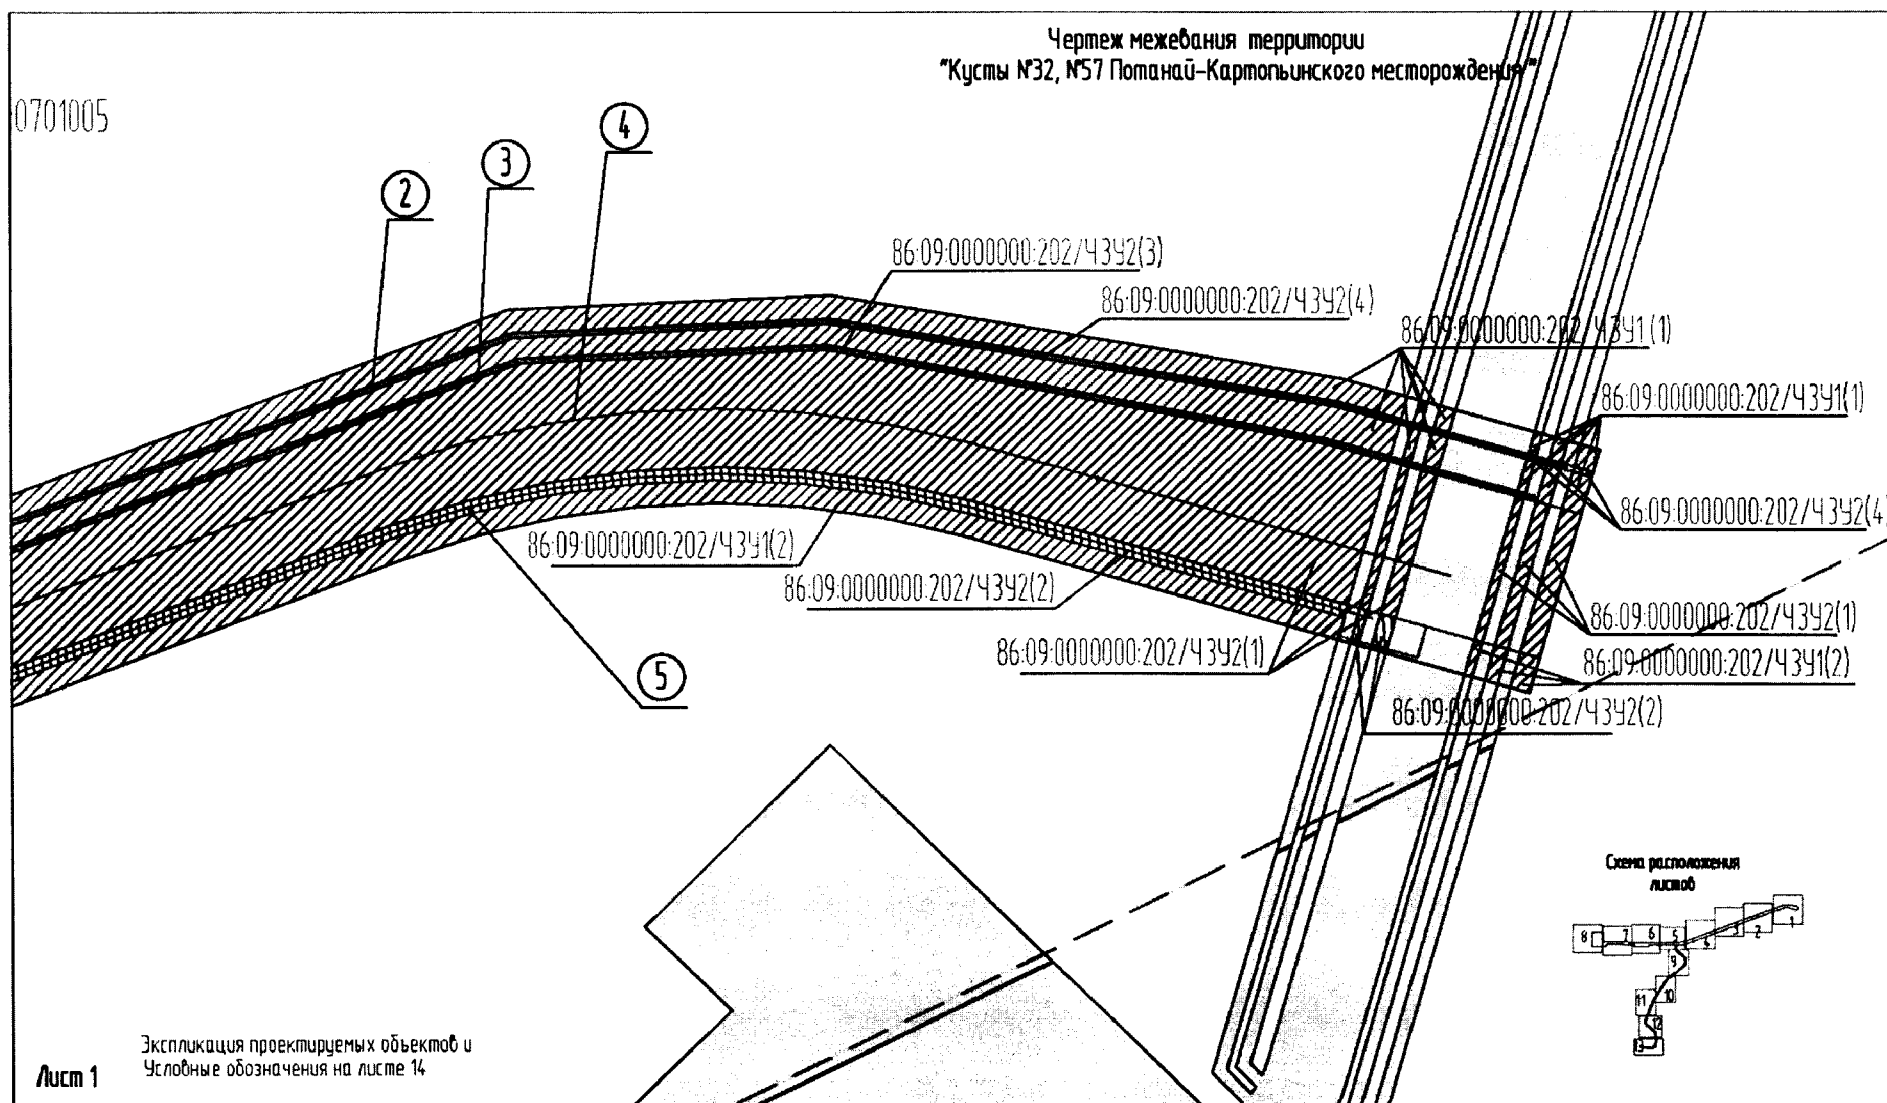 Чертеж межевания территории
"Кусты №32, №57 Потанай-Картопьинского месторождения"
0701005
4
3
2
86:09:0000000:202/ЧЗУ2(3)
86:09:0000000:202/ЧЗУ2(4)
86:09:0000000:202/ЧЗУ1(1)
86:09:0000000:202/ЧЗУ1(1)
86:09:0000000:202/ЧЗУ2(4)
86:09:0000000:202/ЧЗУ1(2)
86:09:0000000:202/ЧЗУ2(2)
86:09:0000000:202/ЧЗУ2(1)
86:09:0000000:202/ЧЗУ2(1)
86:09:0000000:202/ЧЗУ1(2)
86:09:0000000:202/ЧЗУ2(2)
5
Схема расположения
листов
8 7 6 5 4 3 2 1
9
10
11
12
13
Экспликация проектируемых объектов и
Условные обозначения на листе 14
Лист 1